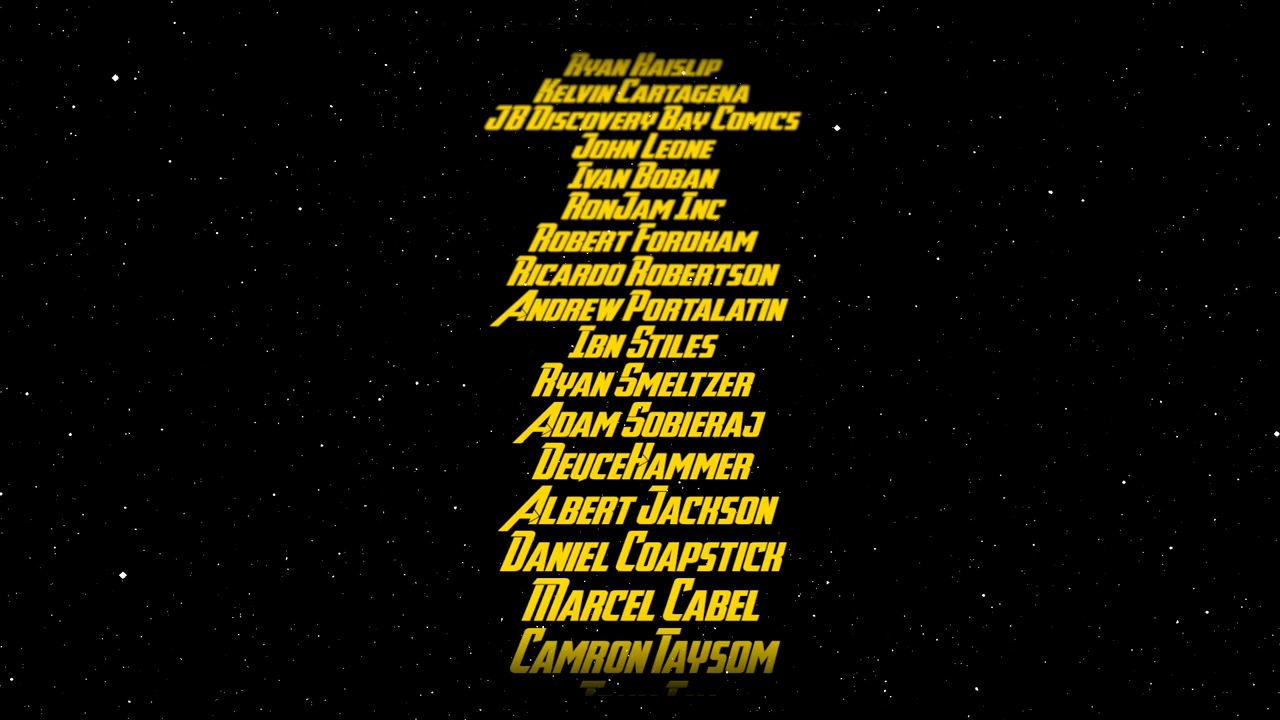 Ryan Haislip
Kelvin Cartagena
JB Discovery Bay Comics
John Leone
Ivan Boban
RonJam Inc
Robert Fordham
Ricardo Robertson
Andrew Portalatin
Ibn Stiles
Ryan Smeltzer
Adam Sobieraj
DeuceHammer
Albert Jackson
Daniel Coapstick
Marcel Cabel
Camron Taysom